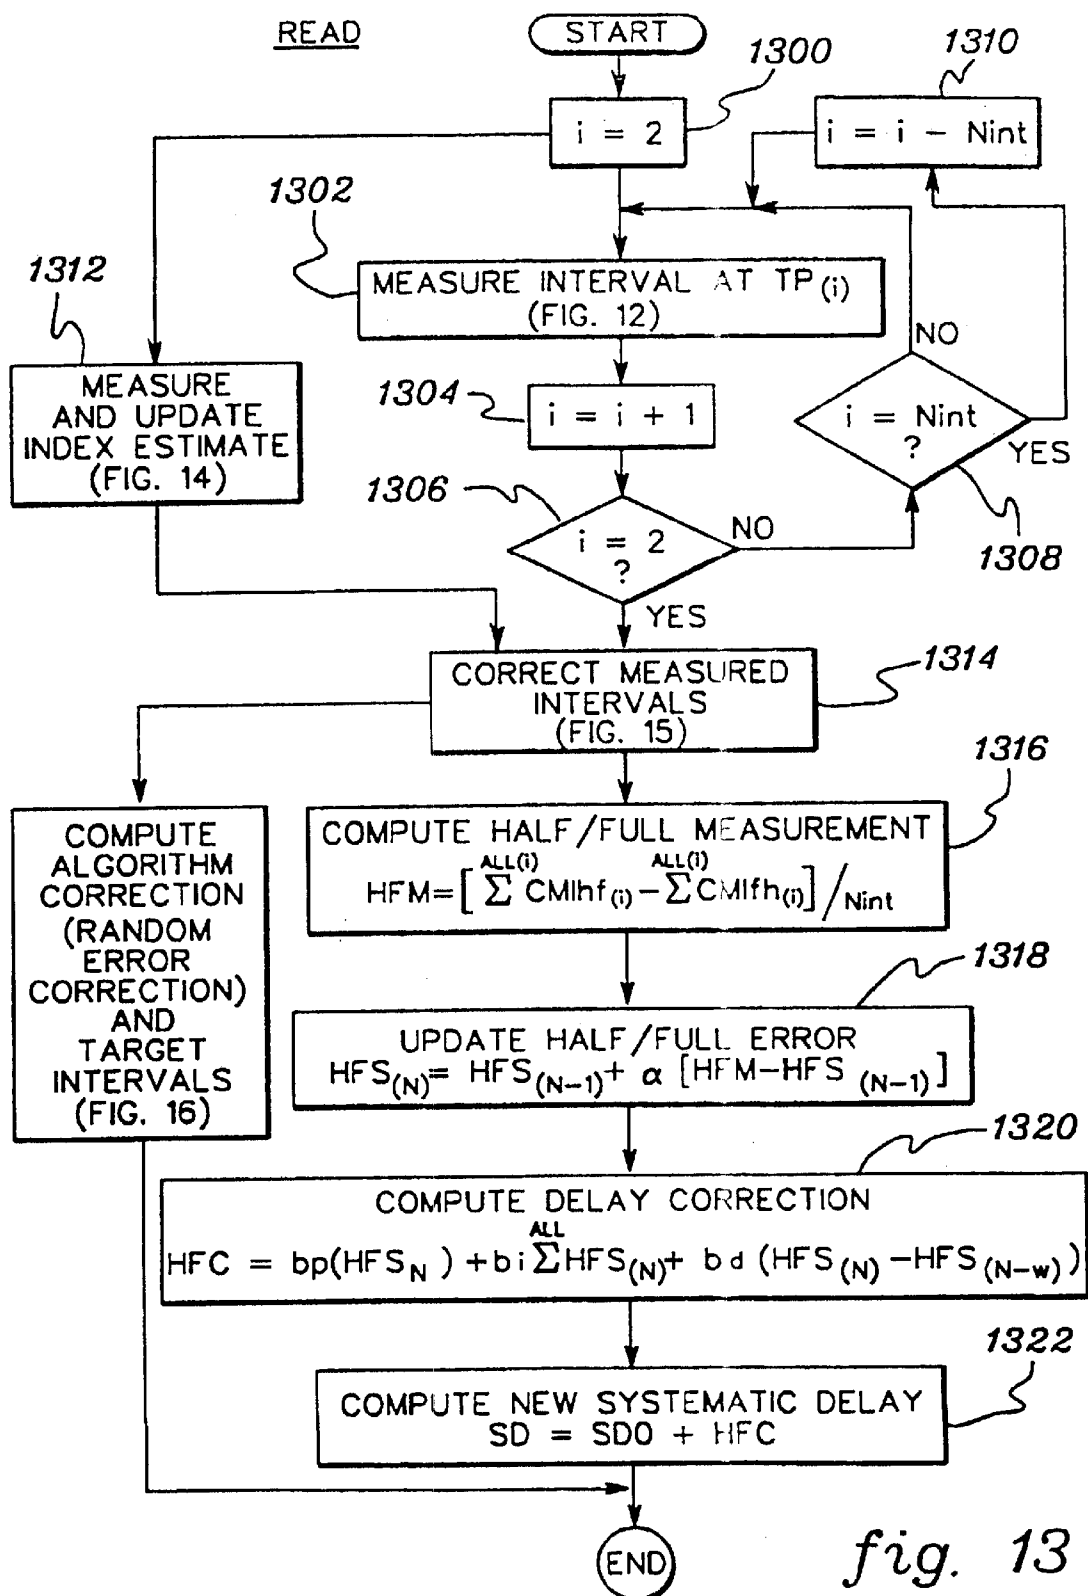 READ
START
1300
i = 2
1310
i = i - Nint
1302
MEASURE INTERVAL AT TP(i)
(FIG. 12)
1312
MEASURE
AND UPDATE
INDEX ESTIMATE
(FIG. 14)
1304
i = i + 1
NO
i = Nint
?
YES
1308
1306
i = 2
?
NO
YES
CORRECT MEASURED
INTERVALS
(FIG. 15)
1314
COMPUTE
ALGORITHM
CORRECTION
(RANDOM
ERROR
CORRECTION)
AND
TARGET
INTERVALS
(FIG. 16)
1316
COMPUTE HALF/FULL MEASUREMENT
HFM=[ ALL(i) ∑ CMIhf(i) - ALL(i) ∑ CMIfh(i) ] / Nint
1318
UPDATE HALF/FULL ERROR
HFS(N)= HFS(N-1)+ α [HFM-HFS (N-1)]
1320
COMPUTE DELAY CORRECTION
HFC = bp(HFSN ) +bi ALL ∑ HFS(N)+ bd (HFS(N) -HFS(N-w))
1322
COMPUTE NEW SYSTEMATIC DELAY
SD = SDO + HFC
END
fig. 13